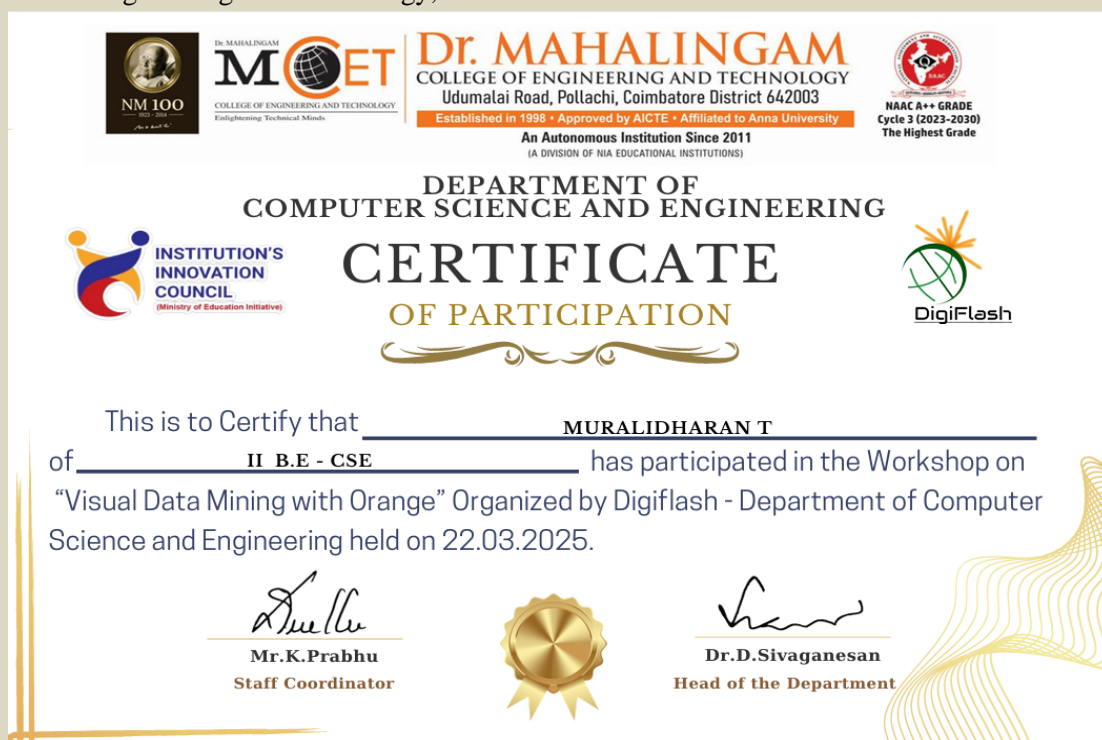 NM 100
1923 - 2014
Dr. MAHALINGAM
MCET
COLLEGE OF ENGINEERING AND TECHNOLOGY
Enlightening Technical Minds
Dr. MAHALINGAM
COLLEGE OF ENGINEERING AND TECHNOLOGY
Udumalai Road, Pollachi, Coimbatore District 642003
Established in 1998 • Approved by AICTE • Affiliated to Anna University
An Autonomous Institution Since 2011
(A DIVISION OF NIA EDUCATIONAL INSTITUTIONS)
NAAC
NAAC A++ GRADE
Cycle 3 (2023-2030)
The Highest Grade
DEPARTMENT OF
COMPUTER SCIENCE AND ENGINEERING
INSTITUTION'S
INNOVATION
COUNCIL
(Ministry of Education Initiative)
CERTIFICATE
OF PARTICIPATION
DigiFlash
This is to Certify that MURALIDHARAN T
of II B.E - CSE has participated in the Workshop on
“Visual Data Mining with Orange” Organized by Digiflash - Department of Computer
Science and Engineering held on 22.03.2025.
Mr.K.Prabhu
Staff Coordinator
Dr.D.Sivaganesan
Head of the Department